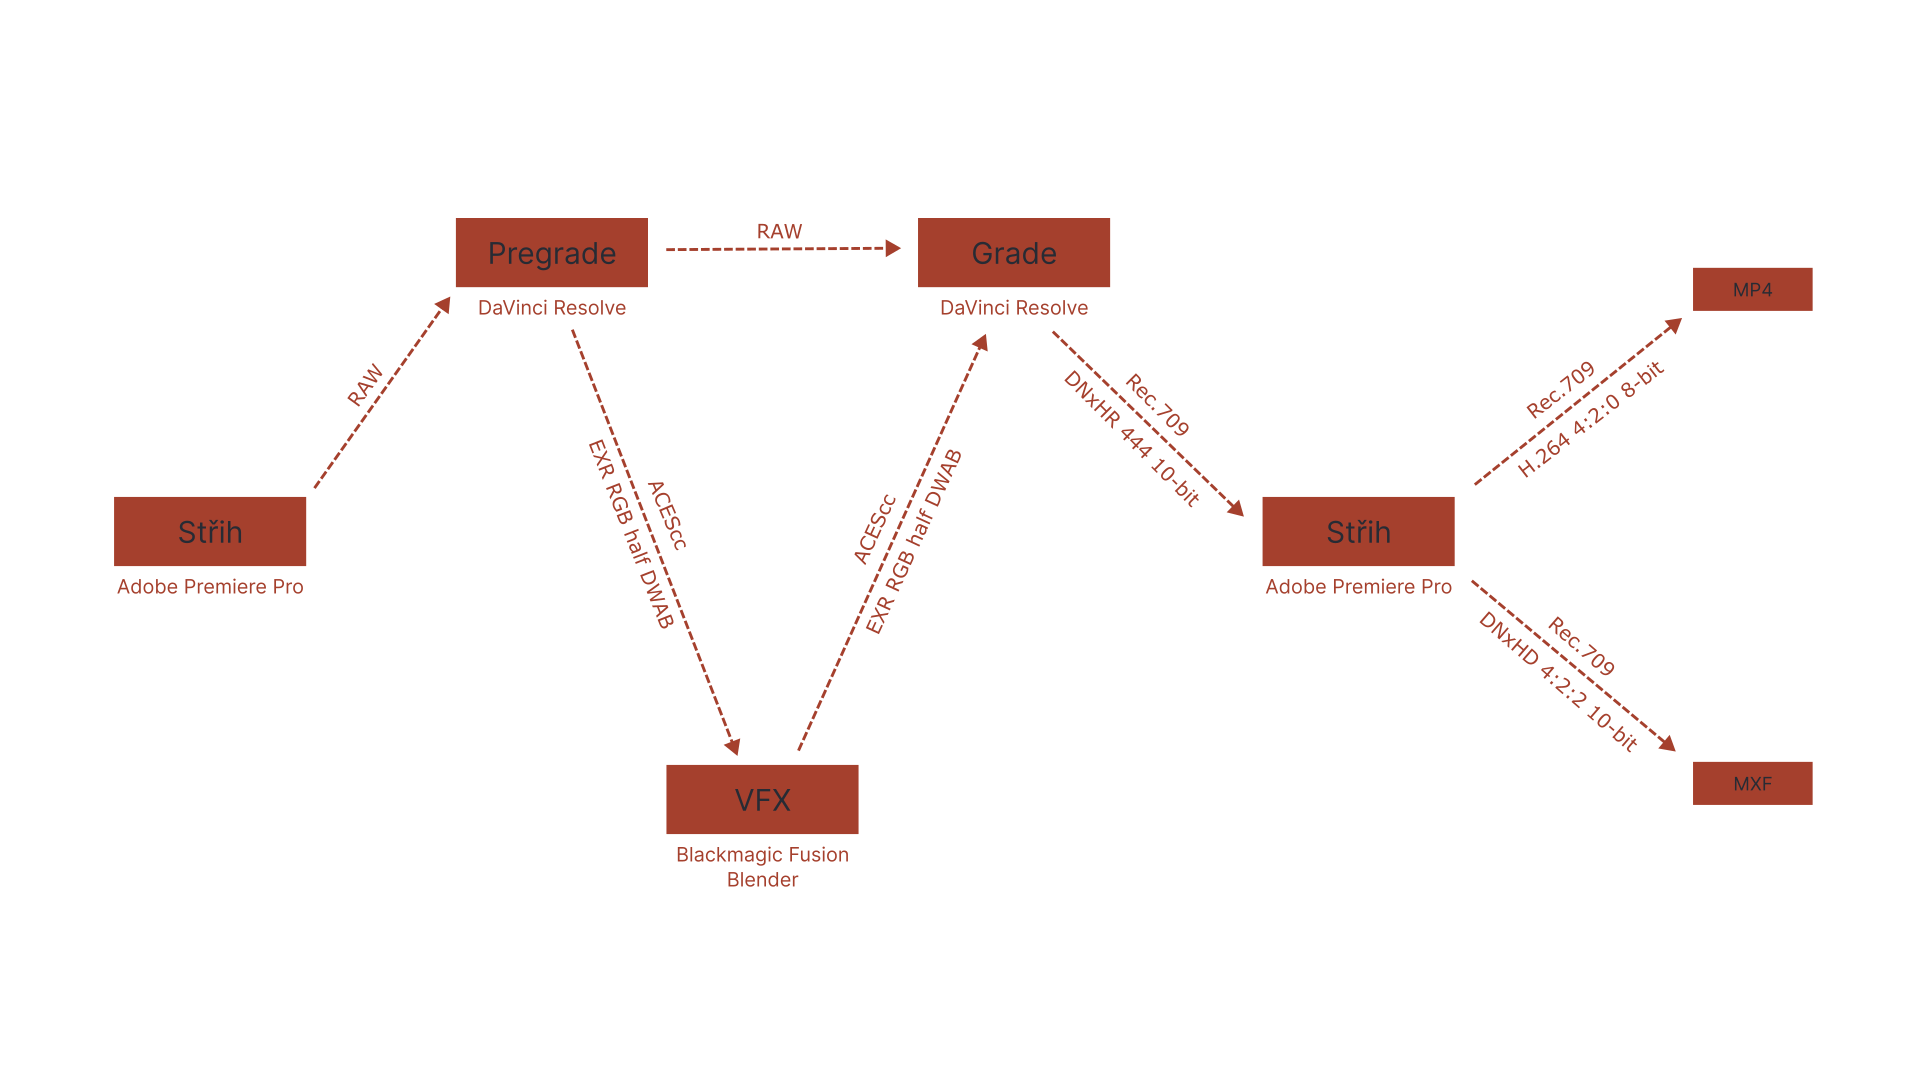 Pregrade
DaVinci Resolve
RAW
Grade
DaVinci Resolve
MP4
RAW
Rec.709
DNxHR 444 10-bit
Rec.709
H.264 4:2:0 8-bit
Střih
Adobe Premiere Pro
ACEScc
EXR RGB half DWAB
ACEScc
EXR RGB half DWAB
Střih
Adobe Premiere Pro
Rec.709
DNxHD 4:2:2 10-bit
VFX
Blackmagic Fusion
Blender
MXF